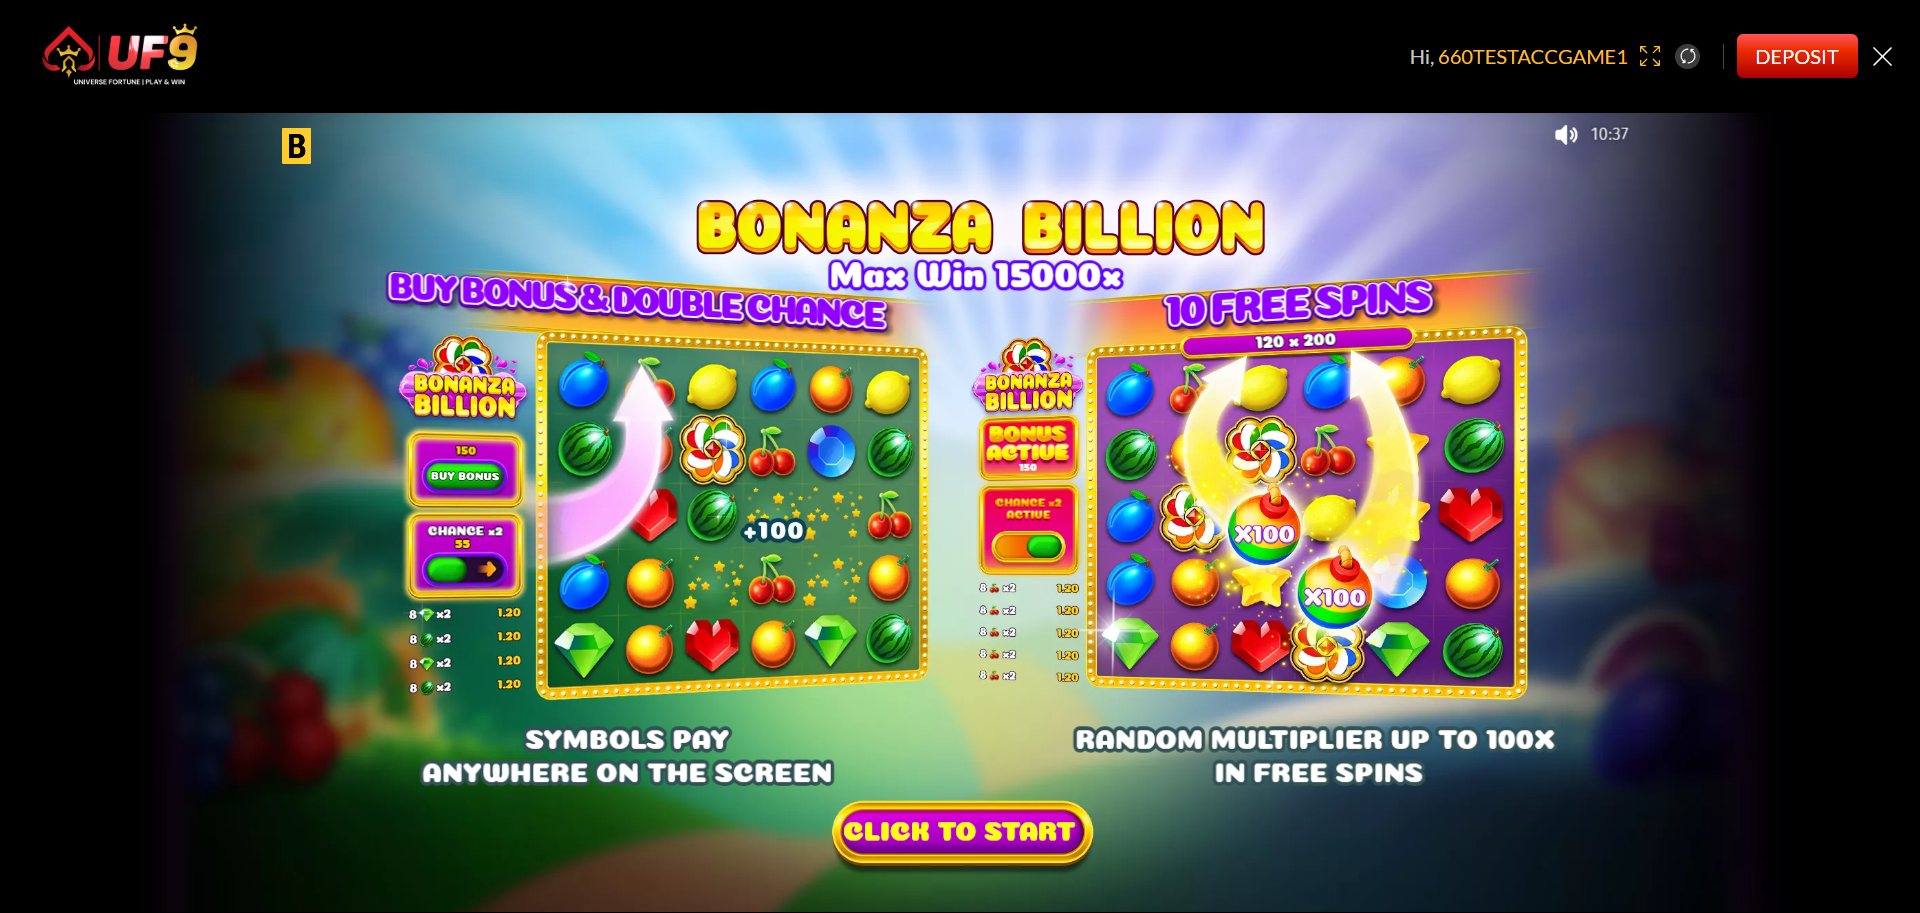 UF9
UNIVERSE FORTUNE | PLAY & WIN
Hi, 660TESTACCGAME1
DEPOSIT
B
10:37
BONANZA BILLION
Max Win 15000x
BUY BONUS & DOUBLE CHANCE
10 FREE SPINS
BONANZA
BILLION
150
BUY BONUS
CHANCE x2
55
8 x2 1.20
8 x2 1.20
8 x2 1.20
8 x2 1.20
+100
BONANZA
BILLION
BONUS
ACTIVE
150
CHANCE x2
ACTIVE
8 x2 1.20
8 x2 1.20
8 x2 1.20
8 x2 1.20
8 x2 1.20
120 x 200
X100
X100
SYMBOLS PAY
ANYWHERE ON THE SCREEN
RANDOM MULTIPLIER UP TO 100X
IN FREE SPINS
CLICK TO START